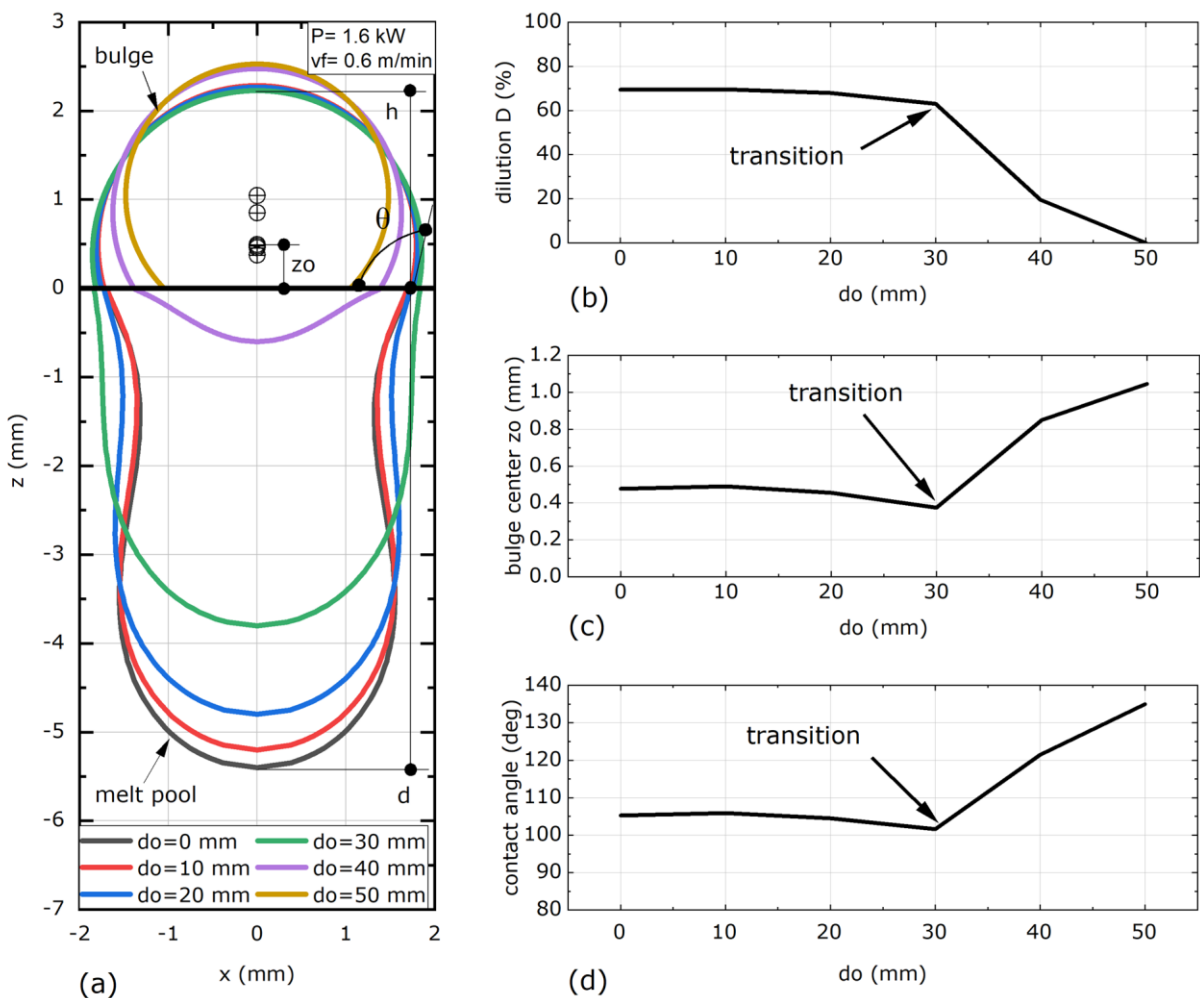 3
2
1
0
-1
-2
-3
-4
-5
-6
-7
z (mm)
-2
-1
0
1
2
x (mm)
(a)
P= 1.6 kW
vf= 0.6 m/min
bulge
h
θ
zo
melt pool
d
do=0 mm
do=10 mm
do=20 mm
do=30 mm
do=40 mm
do=50 mm
100
80
60
40
20
0
dilution D (%)
transition
0
10
20
30
40
50
do (mm)
(b)
1.2
1.0
0.8
0.6
0.4
0.2
0.0
bulge center zo (mm)
transition
0
10
20
30
40
50
do (mm)
(c)
140
130
120
110
100
90
80
contact angle (deg)
transition
0
10
20
30
40
50
do (mm)
(d)